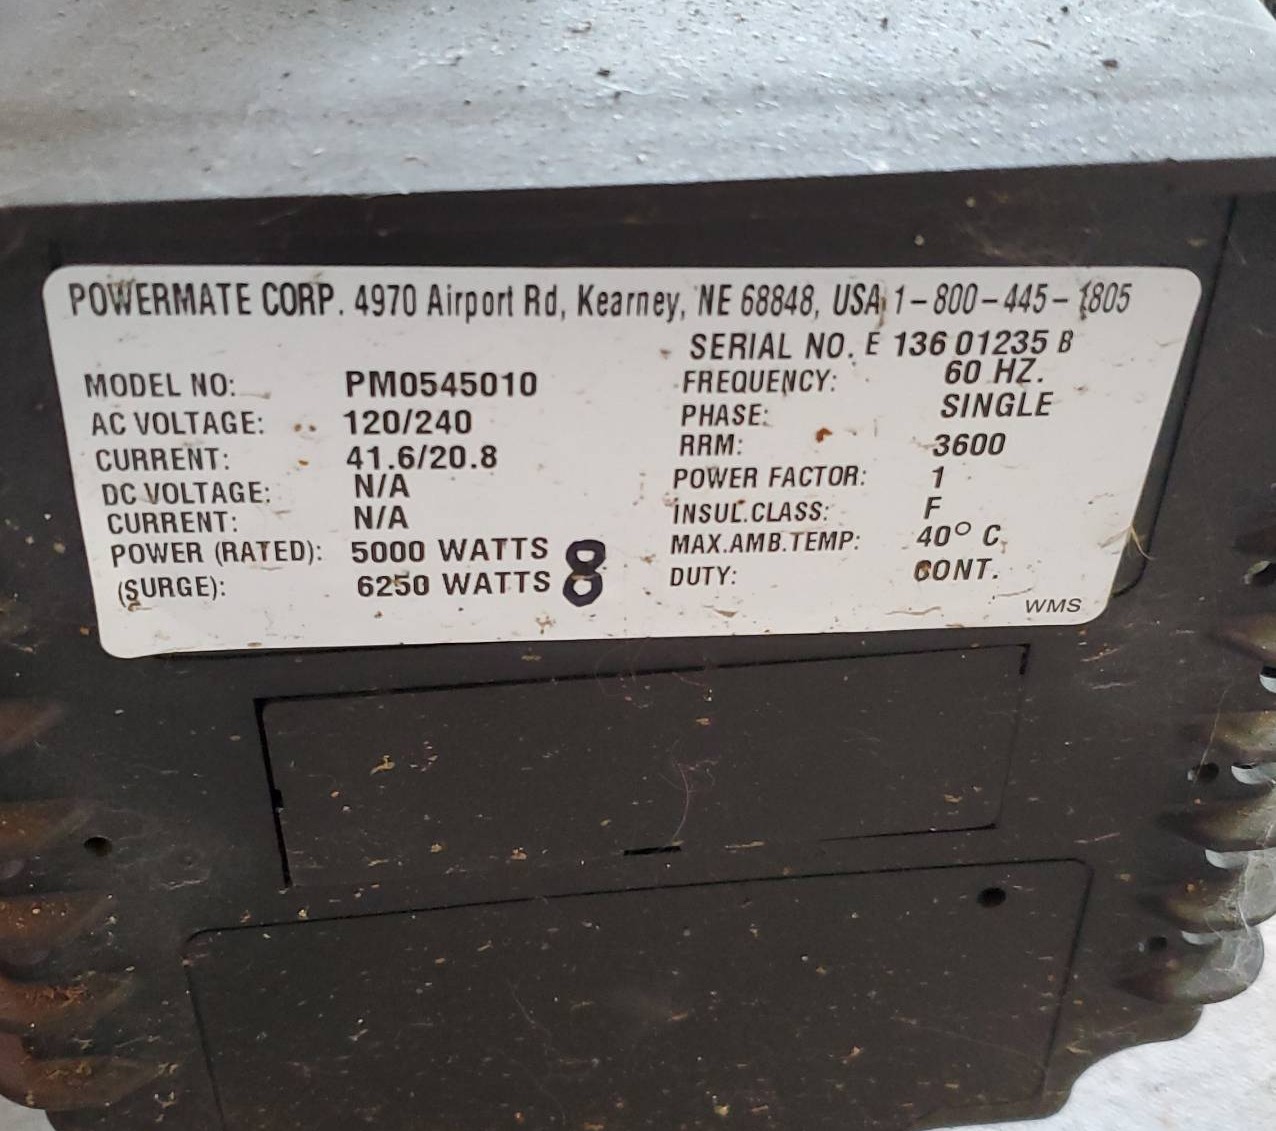 POWERMATE CORP. 4970 Airport Rd, Kearney, NE 68848, USA 1-800-445-1805
SERIAL NO. E 136 01235 B
MODEL NO: PM0545010
AC VOLTAGE: 120/240
CURRENT: 41.6/20.8
DC VOLTAGE: N/A
CURRENT: N/A
POWER (RATED): 5000 WATTS
(SURGE): 6250 WATTS
8
FREQUENCY: 60 HZ.
PHASE: SINGLE
RRM: 3600
POWER FACTOR: 1
INSUL.CLASS: F
MAX.AMB.TEMP: 40° C
DUTY: CONT.
WMS